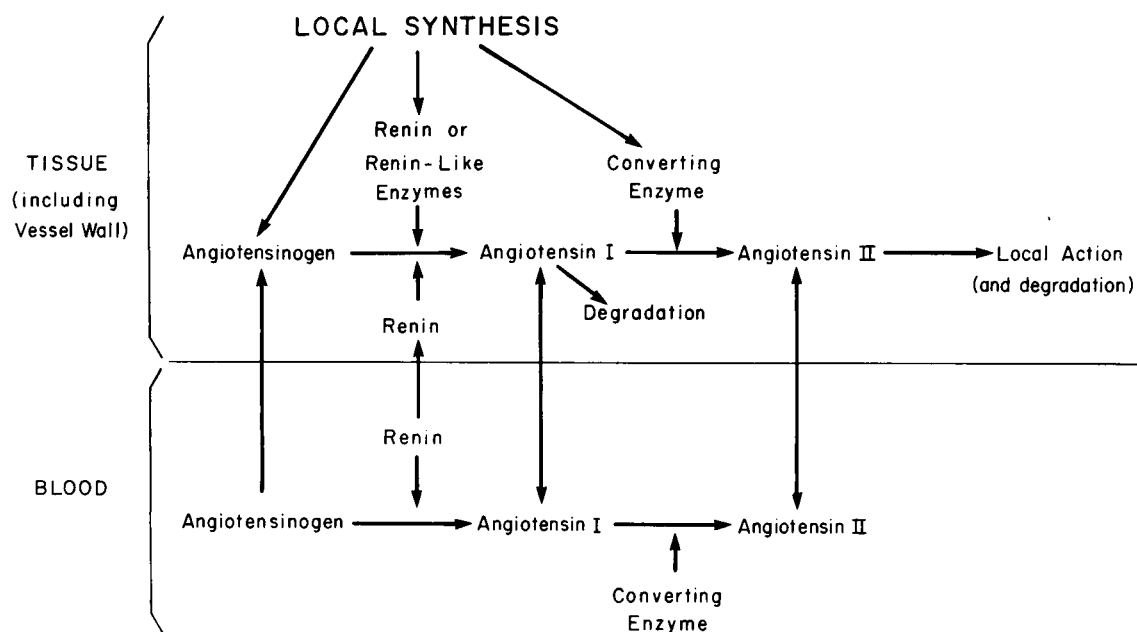 LOCAL SYNTHESIS
Renin or
Renin-Like
Enzymes
Converting
Enzyme
TISSUE
(including
Vessel Wall)
Angiotensinogen
Angiotensin I
Angiotensin II
Local Action
(and degradation)
Degradation
Renin
Renin
BLOOD
Angiotensinogen
Angiotensin I
Angiotensin II
Converting
Enzyme